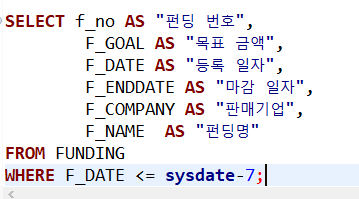 SELECT f_no AS "펀딩 번호",
F_GOAL AS "목표 금액",
F_DATE AS "등록 일자",
F_ENDDATE AS "마감 일자",
F_COMPANY AS "판매기업",
F_NAME  AS "펀딩명"
FROM FUNDING
WHERE F_DATE <= sysdate-7;